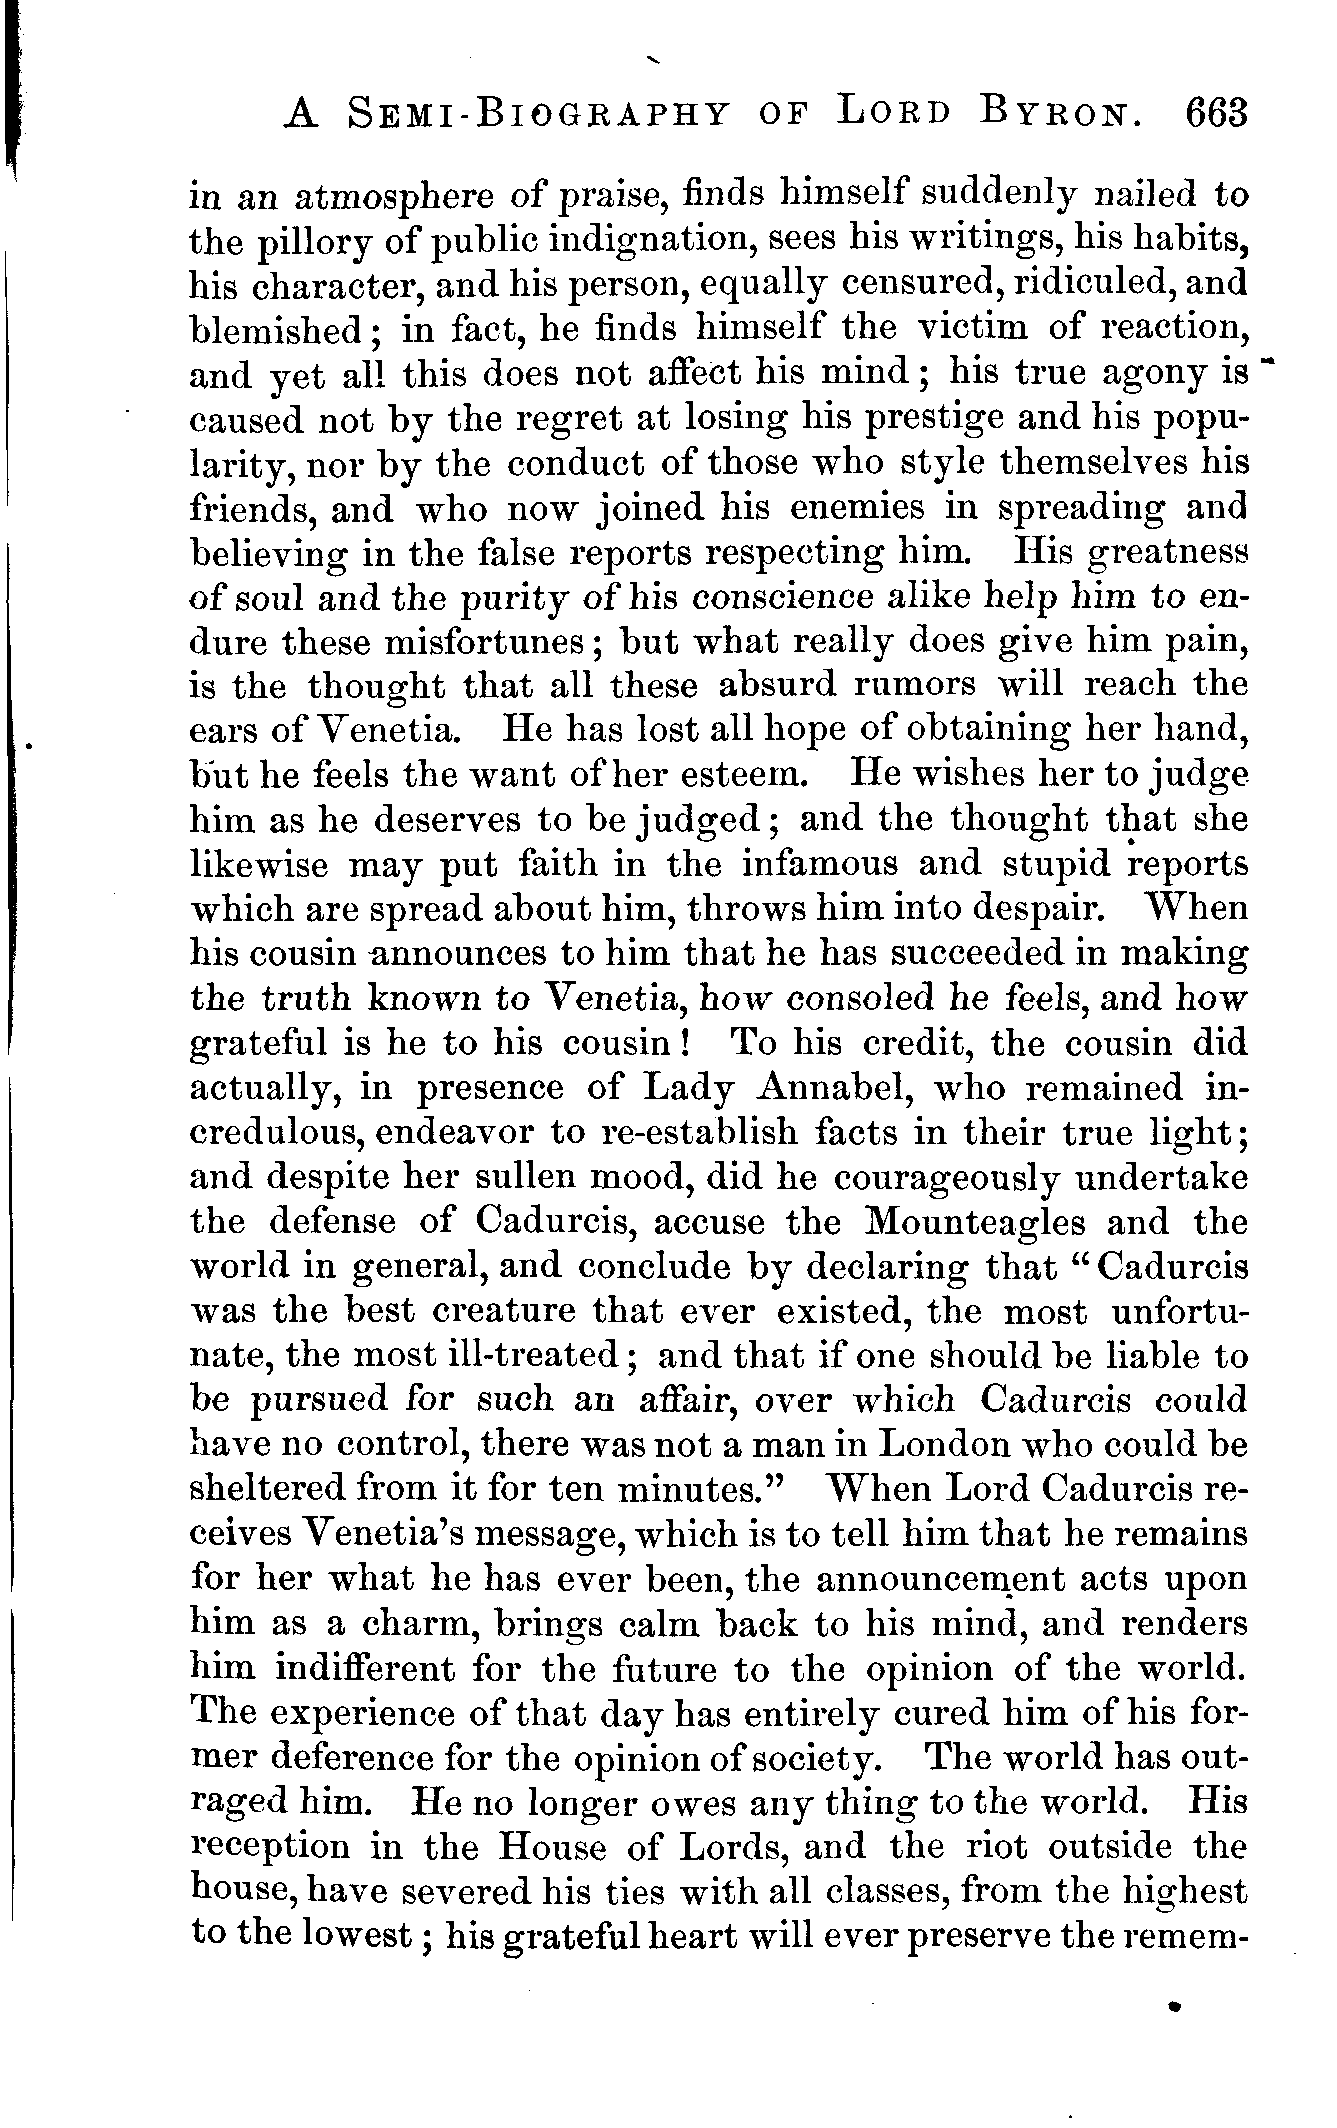 A SEMI-BIOGRAPHY OF LORD BYRON. 663
in an atmosphere of praise, finds himself suddenly nailed to
the pillory of public indignation, sees his writings, his habits,
his character, and his person, equally censured, ridiculed, and
blemished; in fact, he finds himself the victim of reaction,
and yet all this does not affect his mind; his true agony is
caused not by the regret at losing his prestige and his popu-
larity, nor by the conduct of those who style themselves his
friends, and who now joined his enemies in spreading and
believing in the false reports respecting him. His greatness
of soul and the purity of his conscience alike help him to en-
dure these misfortunes; but what really does give him pain,
is the thought that all these absurd rumors will reach the
ears of Venetia. He has lost all hope of obtaining her hand,
but he feels the want of her esteem. He wishes her to judge
him as he deserves to be judged; and the thought that she
likewise may put faith in the infamous and stupid reports
which are spread about him, throws him into despair. When
his cousin announces to him that he has succeeded in making
the truth known to Venetia, how consoled he feels, and how
grateful is he to his cousin! To his credit, the cousin did
actually, in presence of Lady Annabel, who remained in-
credulous, endeavor to re-establish facts in their true light;
and despite her sullen mood, did he courageously undertake
the defense of Cadurcis, accuse the Mounteagles and the
world in general, and conclude by declaring that "Cadurcis
was the best creature that ever existed, the most unfortu-
nate, the most ill-treated; and that if one should be liable to
be pursued for such an affair, over which Cadurcis could
have no control, there was not a man in London who could be
sheltered from it for ten minutes." When Lord Cadurcis re-
ceives Venetia's message, which is to tell him that he remains
for her what he has ever been, the announcement acts upon
him as a charm, brings calm back to his mind, and renders
him indifferent for the future to the opinion of the world.
The experience of that day has entirely cured him of his for-
mer deference for the opinion of society. The world has out-
raged him. He no longer owes any thing to the world. His
reception in the House of Lords, and the riot outside the
house, have severed his ties with all classes, from the highest
to the lowest; his grateful heart will ever preserve the remem-